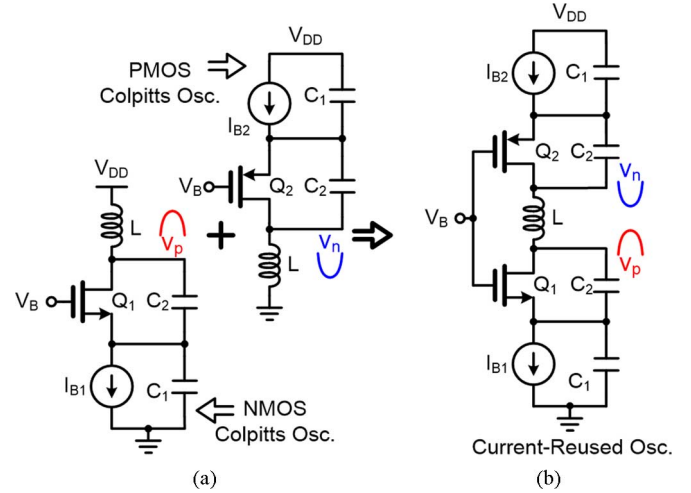 V_DD
PMOS
Colpitts Osc.
I_B2
C_1
V_B
Q_2
C_2
L
V_n
V_DD
L
V_p
+
V_B
Q_1
C_2
I_B1
C_1
NMOS
Colpitts Osc.
(a)
V_DD
I_B2
C_1
Q_2
C_2
V_n
V_B
L
V_p
Q_1
C_2
I_B1
C_1
Current-Reused Osc.
(b)